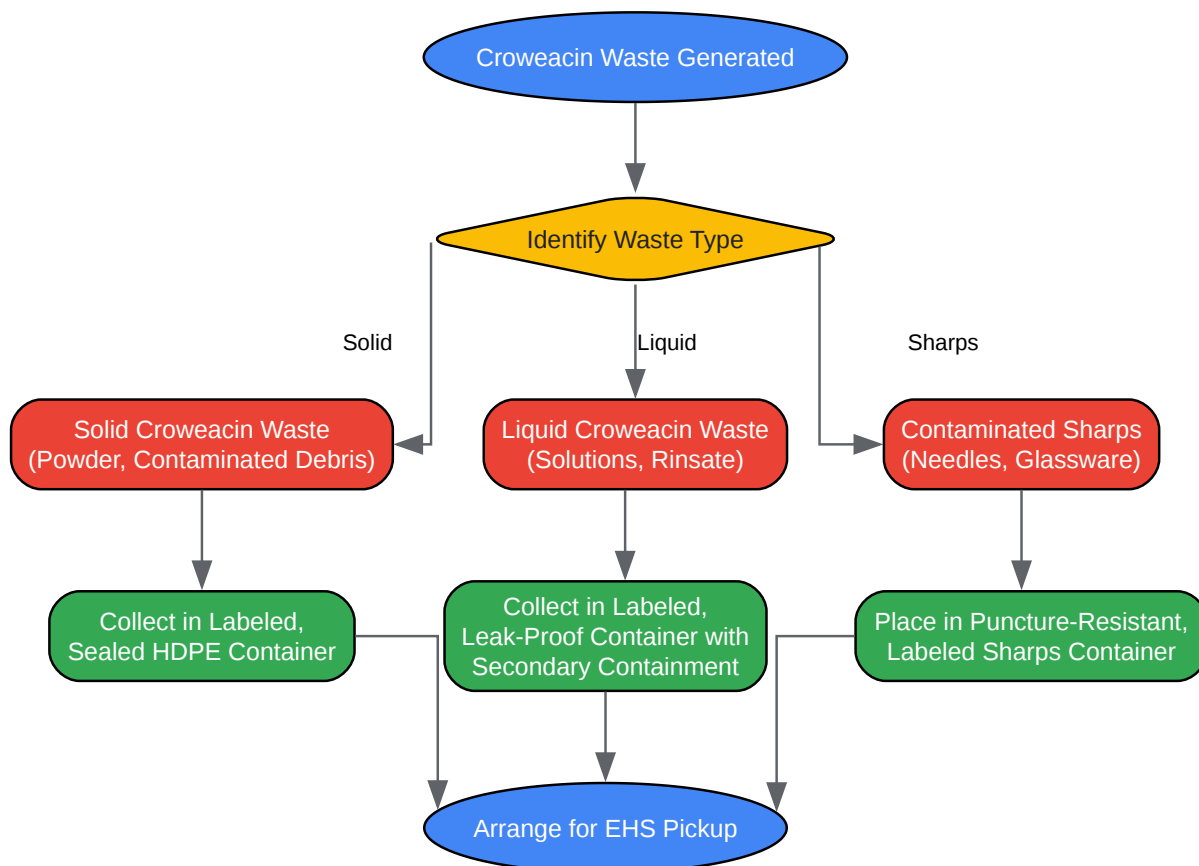 Croweacin Waste Generated
Identify Waste Type
Solid
Liquid
Sharps
Solid Croweacin Waste
(Powder, Contaminated Debris)
Liquid Croweacin Waste
(Solutions, Rinsate)
Contaminated Sharps
(Needles, Glassware)
Collect in Labeled,
Sealed HDPE Container
Collect in Labeled,
Leak-Proof Container with
Secondary Containment
Place in Puncture-Resistant,
Labeled Sharps Container
Arrange for EHS Pickup